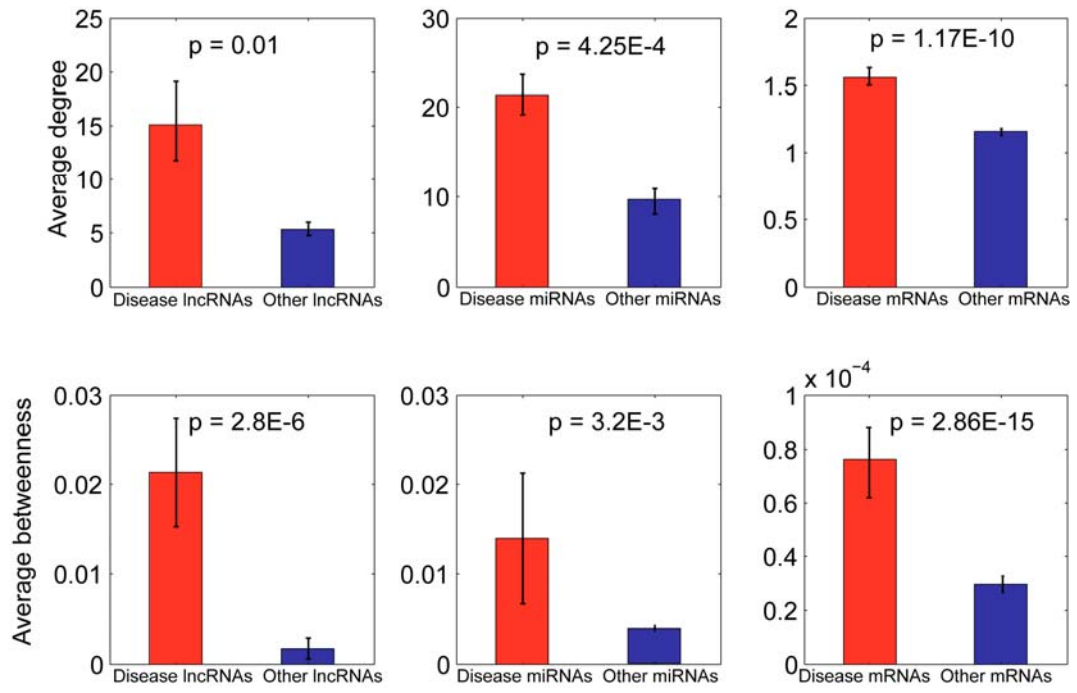 Average degree
25
20
15
10
5
0
p = 0.01
Disease lncRNAs Other lncRNAs
30
20
10
0
p = 4.25E-4
Disease miRNAs Other miRNAs
2
1.5
1
0.5
0
p = 1.17E-10
Disease mRNAs Other mRNAs
Average betweenness
0.03
0.02
0.01
0
p = 2.8E-6
Disease lncRNAs Other lncRNAs
0.03
0.02
0.01
0
p = 3.2E-3
Disease miRNAs Other miRNAs
x 10⁻⁴
1
0.8
0.6
0.4
0.2
0
p = 2.86E-15
Disease mRNAs Other mRNAs